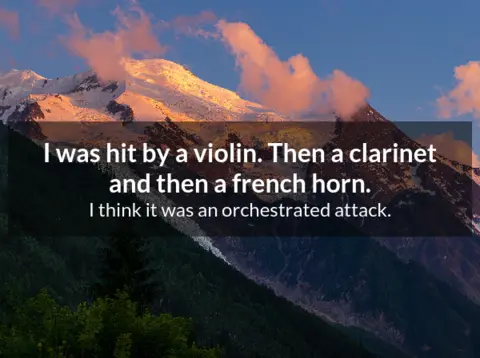 I was hit by a violin. Then a clarinet
and then a french horn.
I think it was an orchestrated attack.